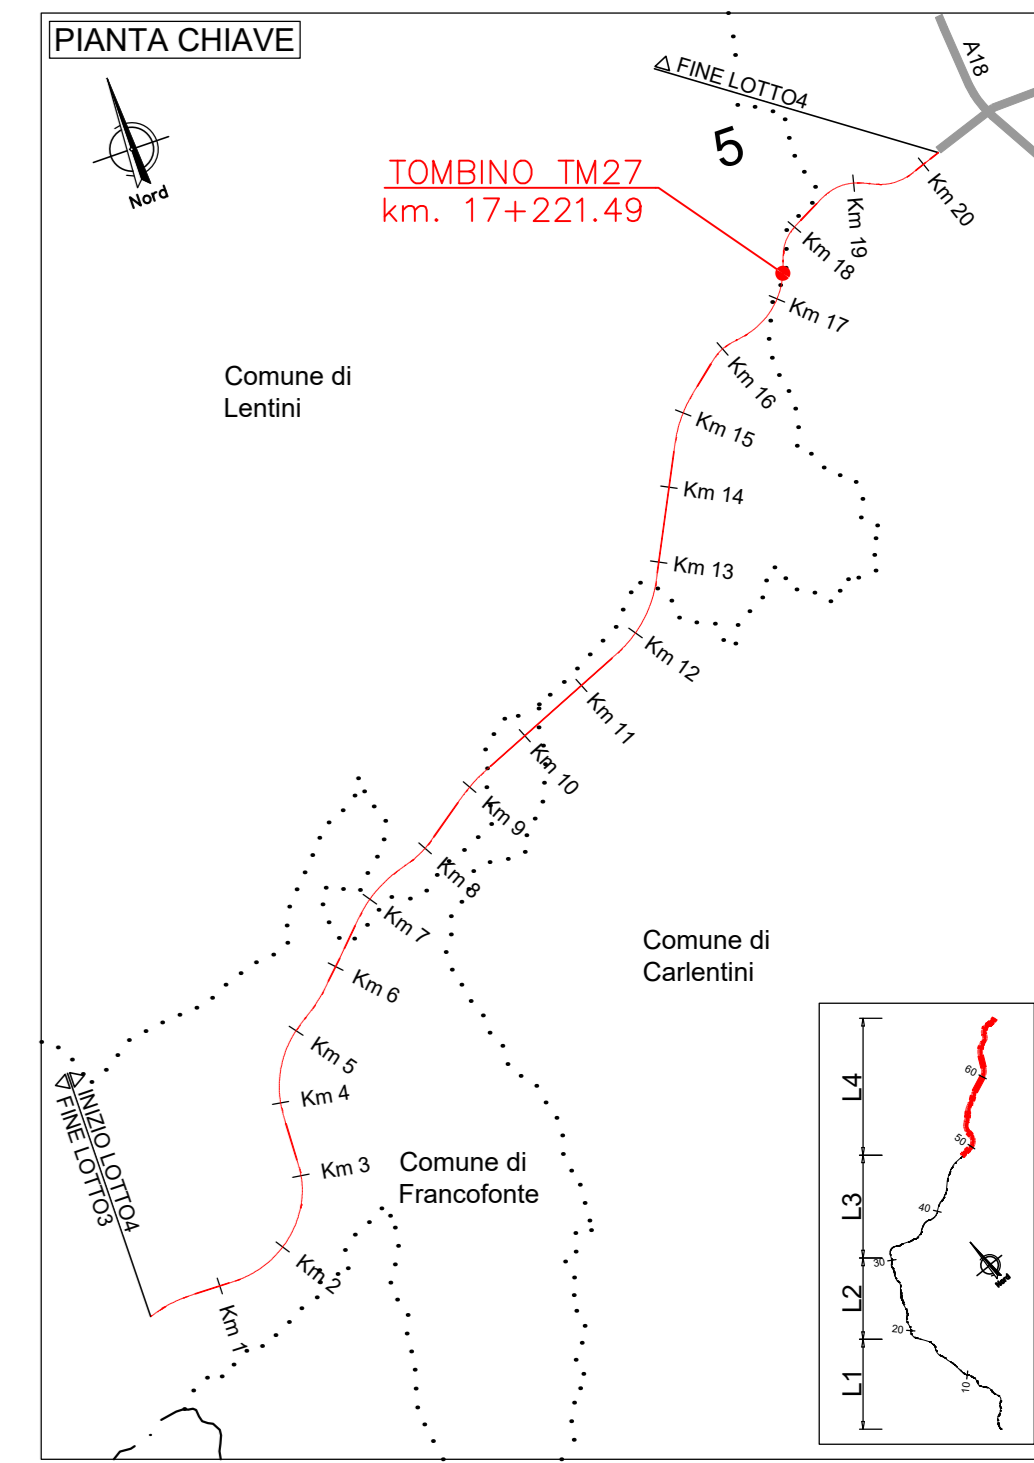 PIANTA CHIAVE
Nord
FINE LOTTO4
A18
5
TOMBINO TM27
km. 17+221.49
Km 20
Km 19
Km 18
Km 17
Km 16
Km 15
Km 14
Km 13
Km 12
Km 11
Km 10
Km 9
Km 8
Km 7
Km 6
Km 5
Km 4
Km 3
Km 2
Km 1
Comune di
Lentini
Comune di
Carlentini
Comune di
Francofonte
INIZIO LOTTO4
FINE LOTTO3
L4
L3
L2
L1
60
50
40
30
20
10
Nord